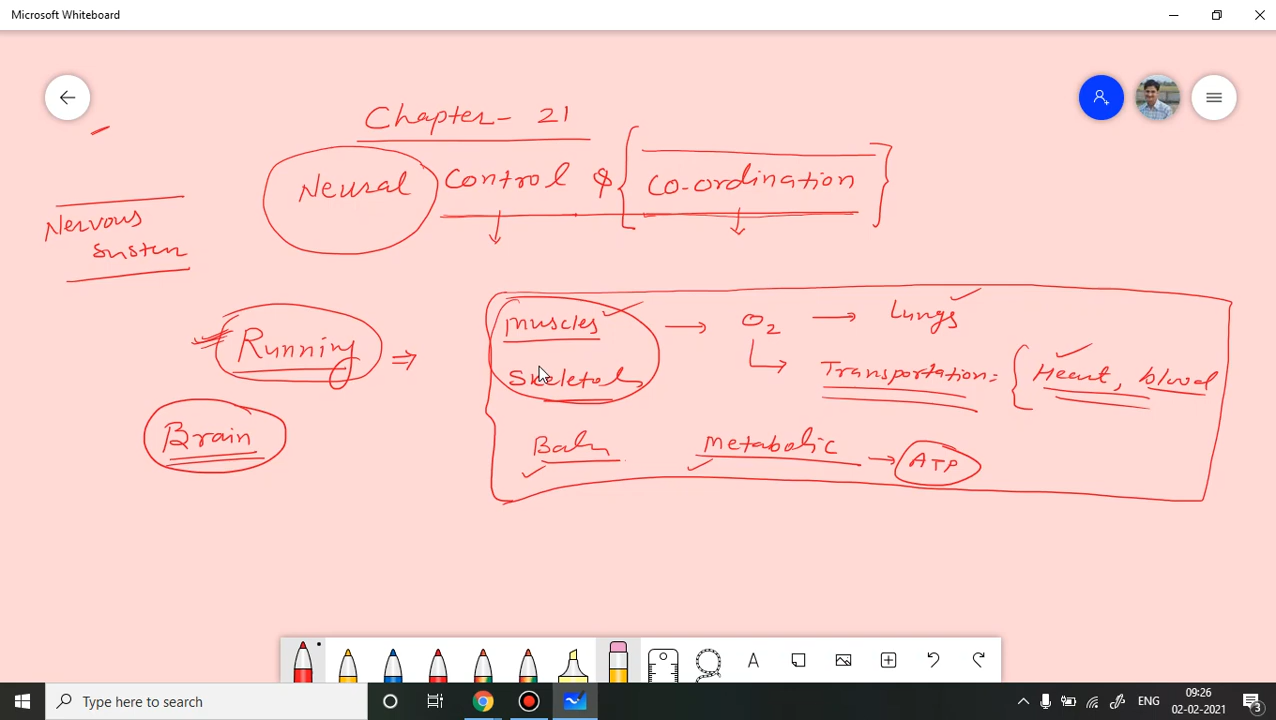 Microsoft Whiteboard
Chapter - 21
Neural Control & {Co-ordination}
Nervous
System
Running ⇒
Muscles → O2 → Lungs
Skeletal
Transportation = { Heart, blood
Brain
Metabolic → ATP
Type here to search
ENG
09:26
02-02-2021
3